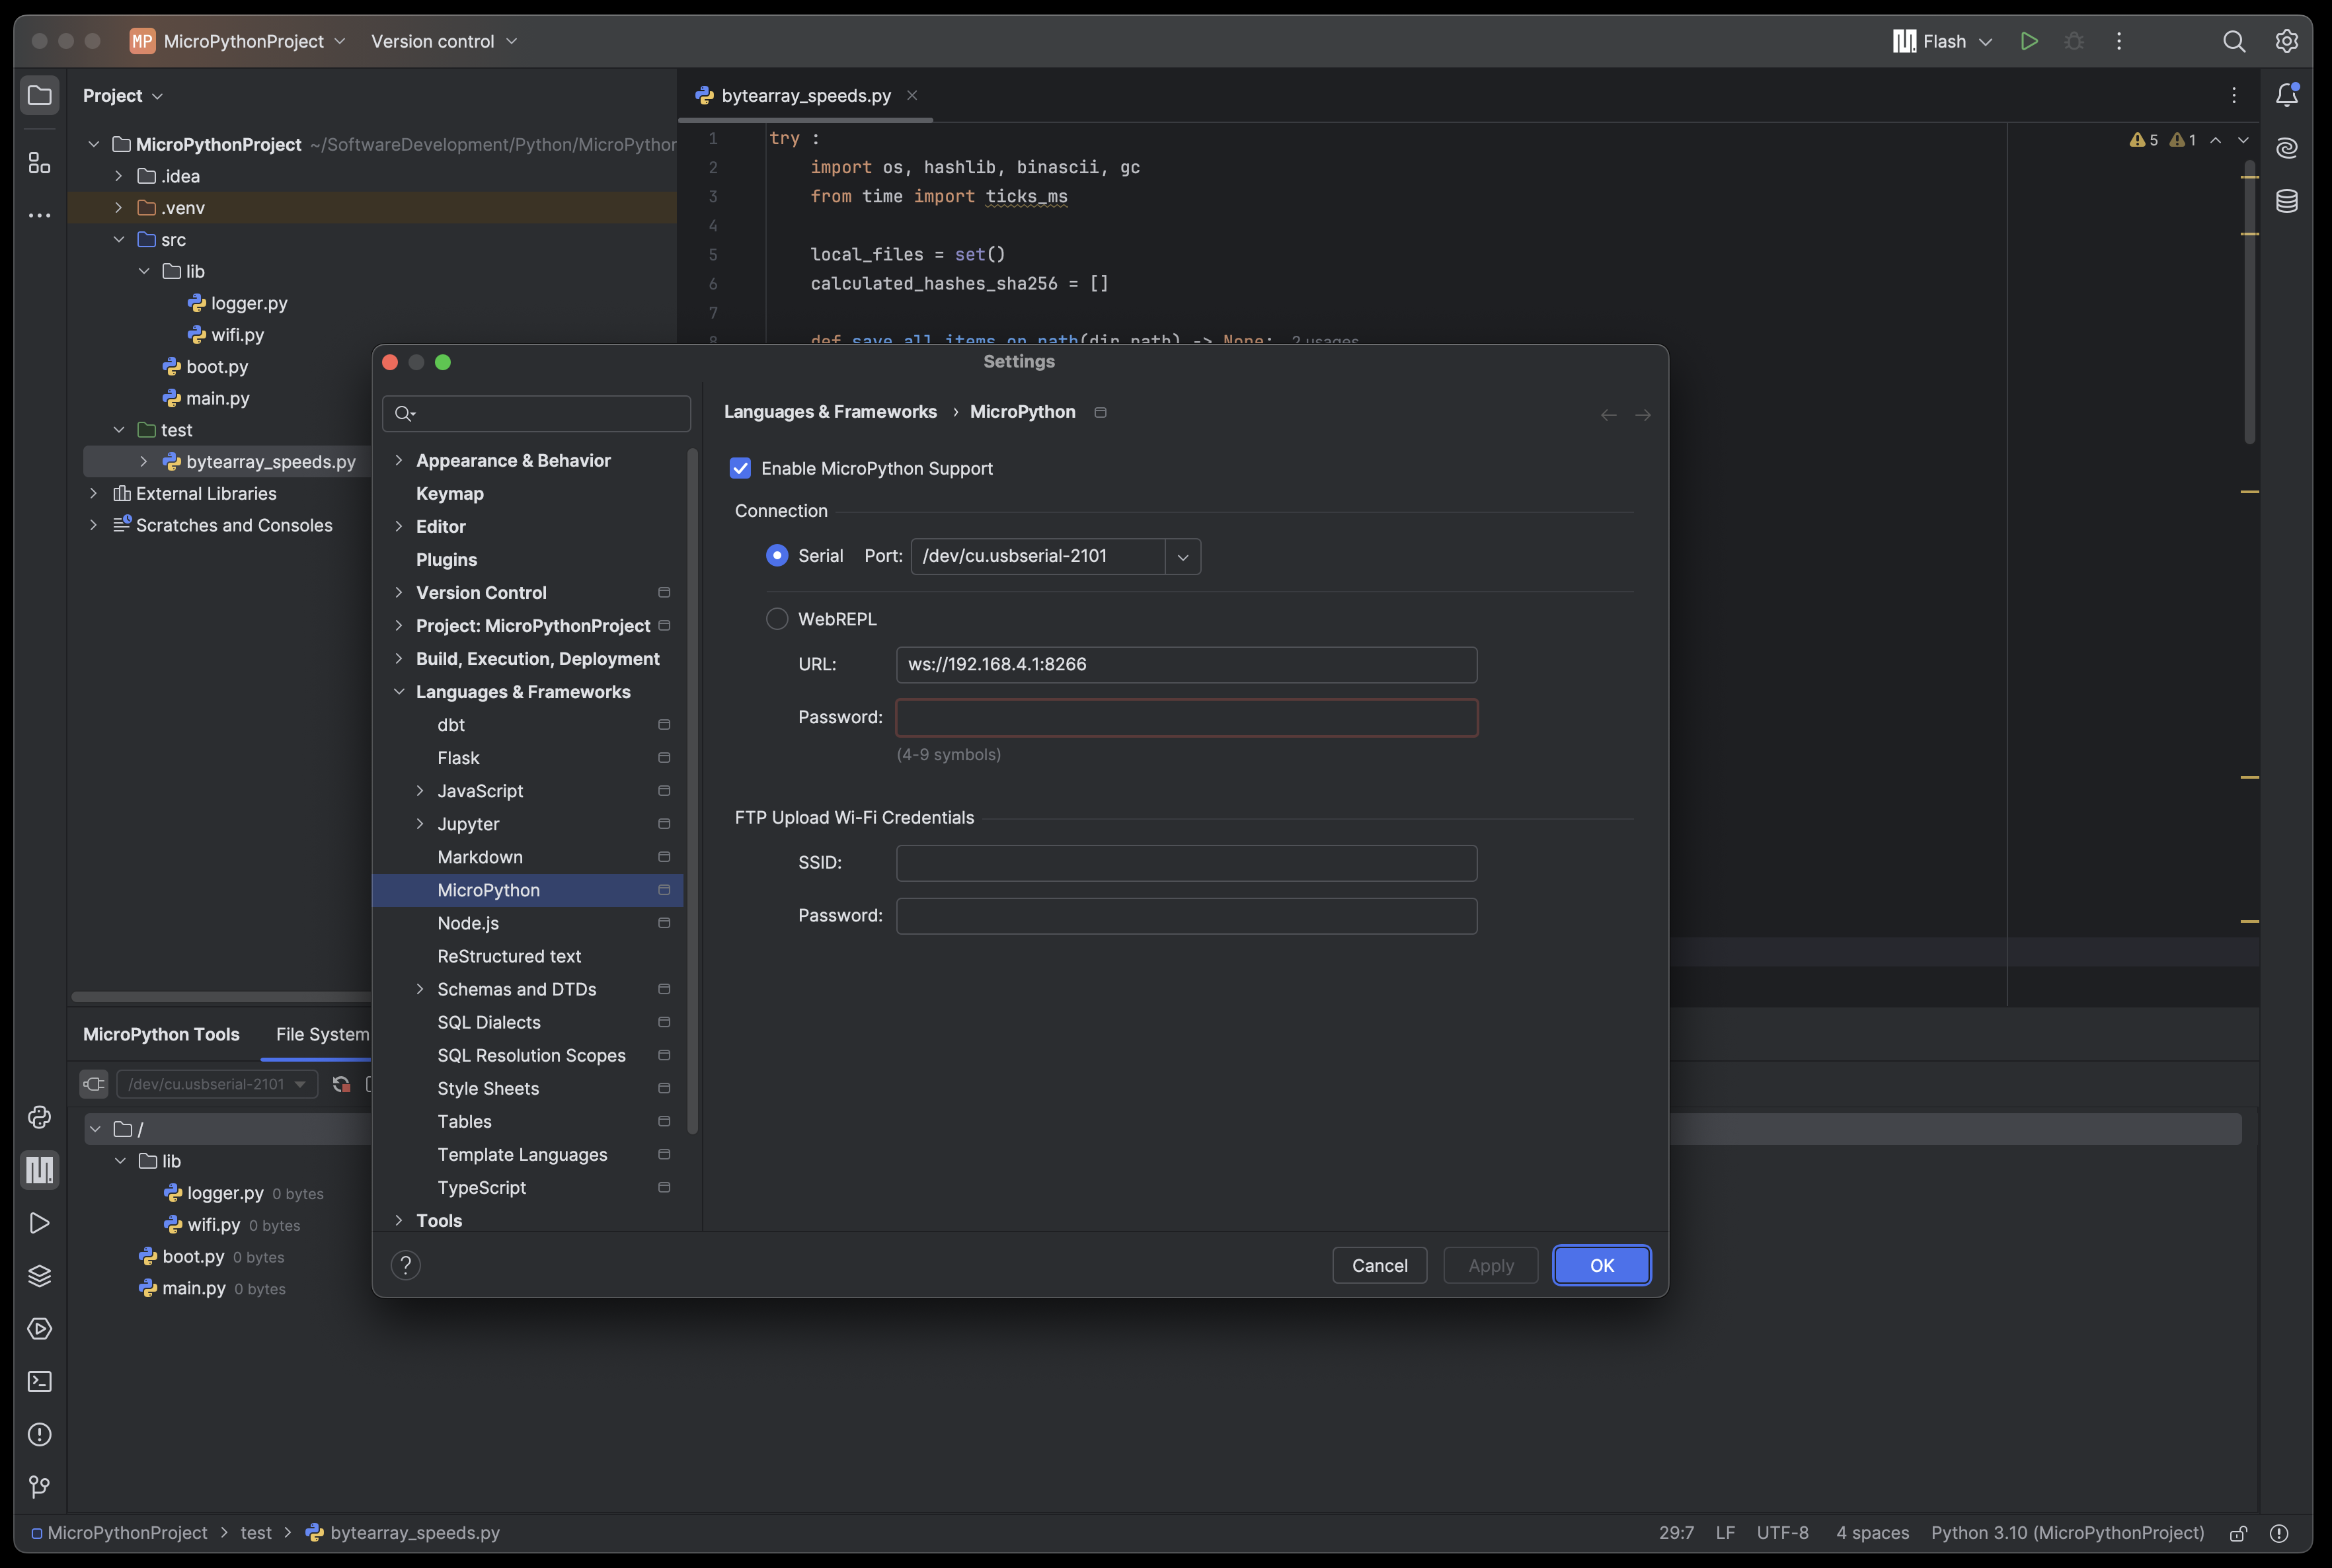 MP MicroPythonProject Version control
Flash
Project
MicroPythonProject ~/SoftwareDevelopment/Python/MicroPython
.idea
.venv
src
lib
logger.py
wifi.py
boot.py
main.py
test
bytearray_speeds.py
External Libraries
Scratches and Consoles
bytearray_speeds.py
5 1
1 try :
2 import os, hashlib, binascii, gc
3 from time import ticks_ms
4
5 local_files = set()
6 calculated_hashes_sha256 = []
7
8 def save_all_items_on_path(dir_path) -> None: 2 usages
Settings
Appearance & Behavior
Keymap
Editor
Plugins
Version Control
Project: MicroPythonProject
Build, Execution, Deployment
Languages & Frameworks
dbt
Flask
JavaScript
Jupyter
Markdown
MicroPython
Node.js
ReStructured text
Schemas and DTDs
SQL Dialects
SQL Resolution Scopes
Style Sheets
Tables
Template Languages
TypeScript
Tools
Languages & Frameworks › MicroPython
Enable MicroPython Support
Connection
Serial Port: /dev/cu.usbserial-2101
WebREPL
URL: ws://192.168.4.1:8266
Password:
(4-9 symbols)
FTP Upload Wi-Fi Credentials
SSID:
Password:
? Cancel Apply OK
MicroPython Tools File System
/dev/cu.usbserial-2101
/
lib
logger.py 0 bytes
wifi.py 0 bytes
boot.py 0 bytes
main.py 0 bytes
MicroPythonProject > test > bytearray_speeds.py
29:7 LF UTF-8 4 spaces Python 3.10 (MicroPythonProject)